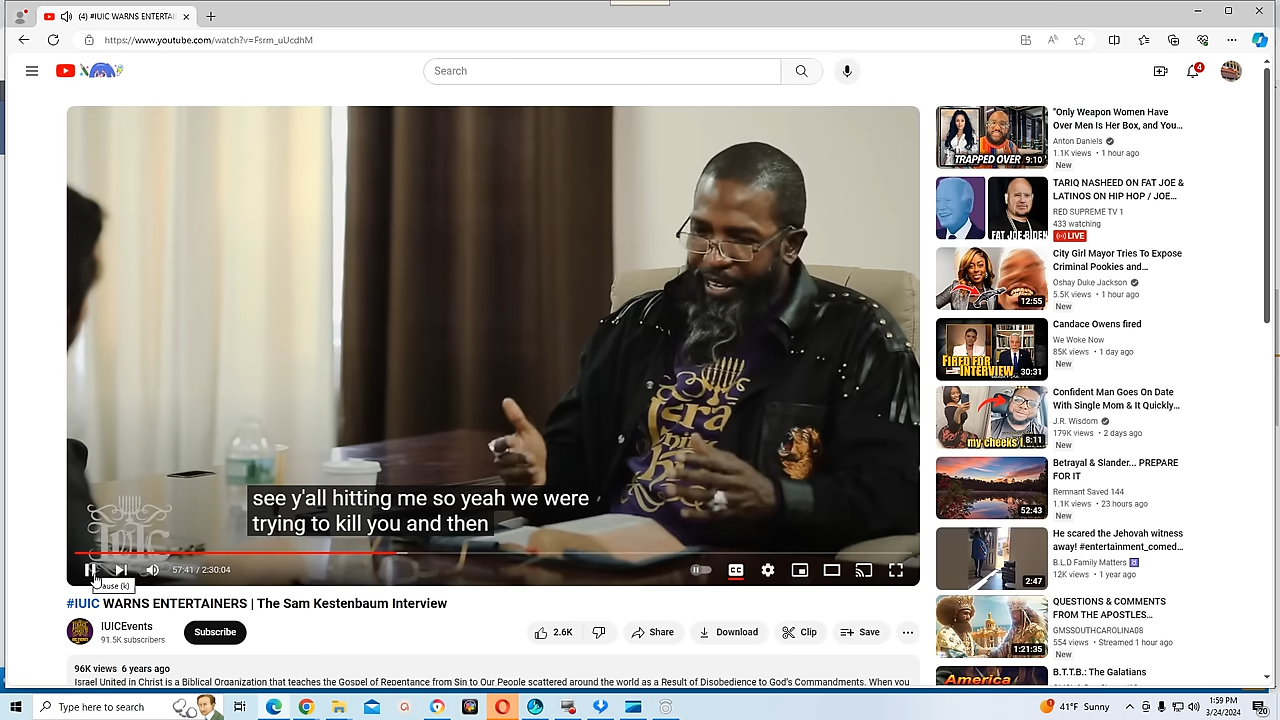 (4) #IUIC WARNS ENTERTAI
https://www.youtube.com/watch?v=Fsrm_uUcdhM
Search
4
see y'all hitting me so yeah we were
trying to kill you and then
IUIC
57:41 / 2:30:04
CC
Pause (k)
#IUIC WARNS ENTERTAINERS | The Sam Kestenbaum Interview
IUICEvents
91.5K subscribers
Subscribe
2.6K
Share
Download
Clip
Save
96K views 6 years ago
Israel United in Christ is a Biblical Organization that teaches the Gospel of Repentance from Sin to Our People scattered around the world as a Result of Disobedience to God's Commandments. When you
TRAPPED OVER 9:10
"Only Weapon Women Have
Over Men Is Her Box, and You...
Anton Daniels
1.1K views • 1 hour ago
New
FAT JOE-BIDEN
TARIQ NASHEED ON FAT JOE &
LATINOS ON HIP HOP / JOE...
RED SUPREME TV 1
433 watching
LIVE
12:55
City Girl Mayor Tries To Expose
Criminal Pookies and...
Oshay Duke Jackson
5.5K views • 1 hour ago
New
FIRED FOR
INTERVIEW 30:31
Candace Owens fired
We Woke Now
85K views • 1 day ago
New
8:11
Confident Man Goes On Date
With Single Mom & It Quickly...
J.R. Wisdom
179K views • 2 days ago
New
52:43
Betrayal & Slander... PREPARE
FOR IT
Remnant Saved 144
1.1K views • 23 hours ago
New
2:47
He scared the Jehovah witness
away! #entertainment_comed...
B.L.D Family Matters
12K views • 1 year ago
1:21:35
QUESTIONS & COMMENTS
FROM THE APOSTLES...
GMSSOUTHCAROLINA08
554 views • Streamed 1 hour ago
New
America
B.T.T.B.: The Galatians
Type here to search
41°F Sunny
1:59 PM
3/24/2024
20